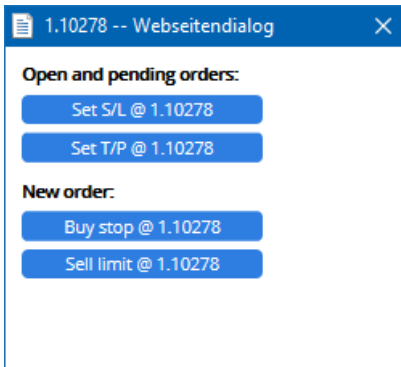 1.10278 -- Webseitendialog
Open and pending orders:
Set S/L @ 1.10278
Set T/P @ 1.10278
New order:
Buy stop @ 1.10278
Sell limit @ 1.10278